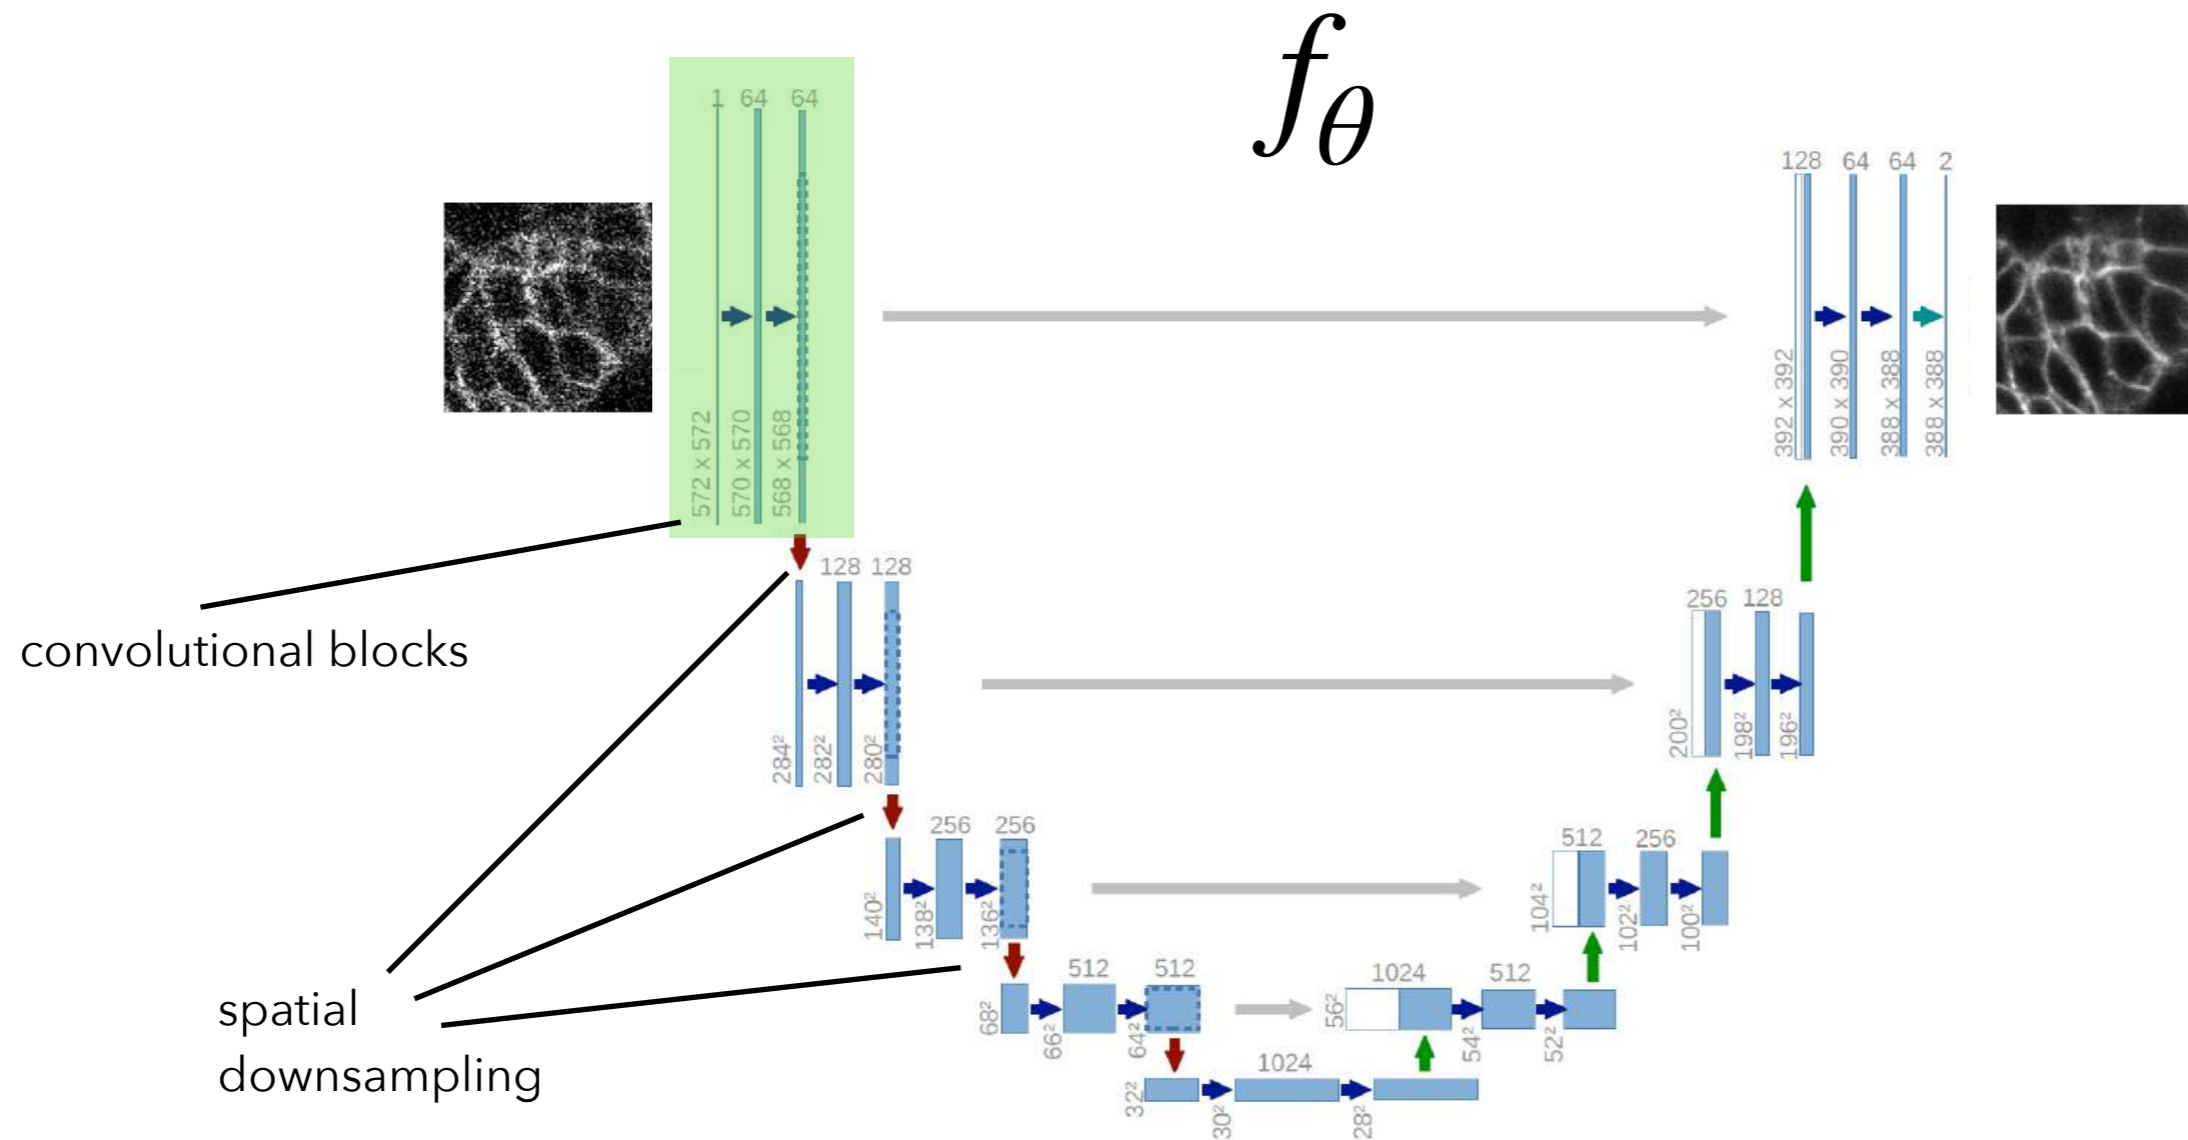 f_θ
1 64 64
572 x 572
570 x 570
568 x 568
128 64 64 2
392 x 392
390 x 390
388 x 388
388 x 388
convolutional blocks
128 128
284²
282²
280²
256 128
200²
198²
196²
256 256
140²
138²
136²
512 256
104²
102²
100²
512 512
68²
66²
64²
1024 512
56²
54²
52²
1024
32²
30²
28²
spatial
downsampling